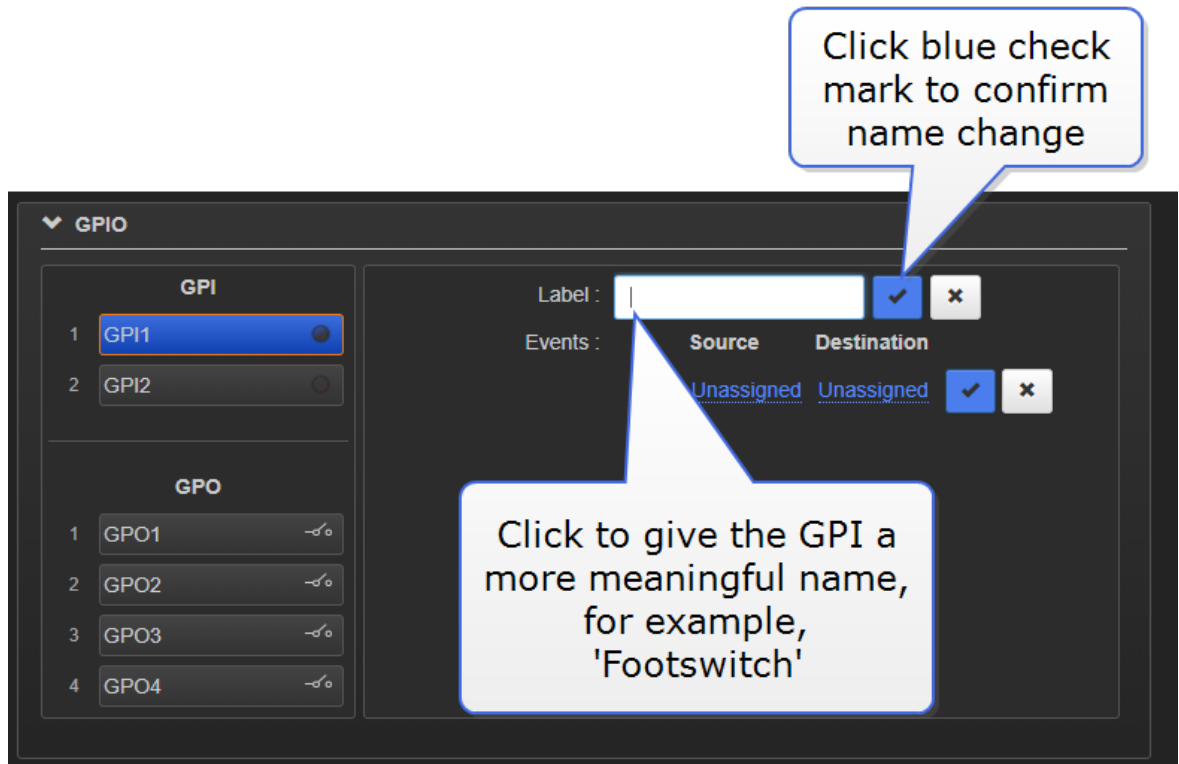 Click blue check
mark to confirm
name change
GPIO
GPI
1 GPI1
2 GPI2
GPO
1 GPO1
2 GPO2
3 GPO3
4 GPO4
Label :
Events : Source Destination
Unassigned Unassigned
Click to give the GPI a
more meaningful name,
for example,
'Footswitch'